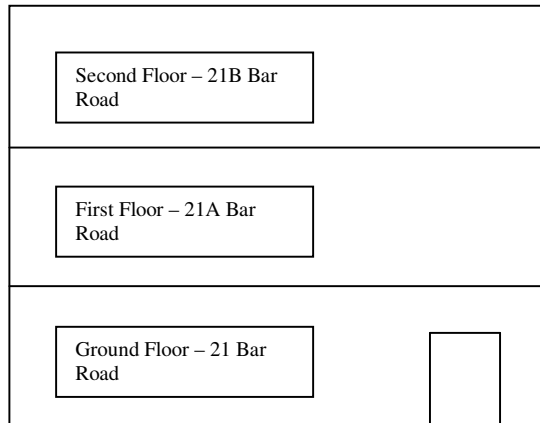 Second Floor – 21B Bar
Road
First Floor – 21A Bar
Road
Ground Floor – 21 Bar
Road